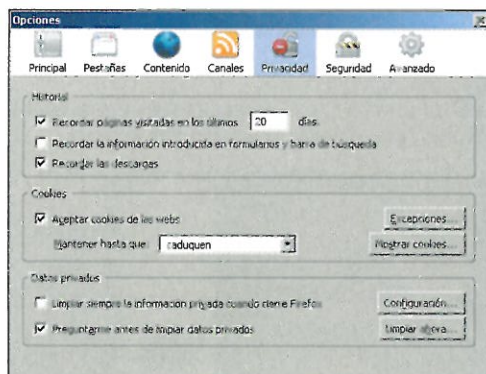 Opciones
Principal Pestañas Contenido Canales Privacidad Seguridad Avanzado
Historial
Recordar páginas visitadas en los últimos 20 días.
Recordar la información introducida en formularios y barra de búsqueda
Recordar las descargas
Cookies
Aceptar cookies de las webs
Excepciones...
Mantener hasta que: caduquen
Mostrar cookies...
Datos privados
Limpiar siempre la información privada cuando cierre Firefox
Configuración...
Preguntarme antes de limpiar datos privados
Limpiar ahora...